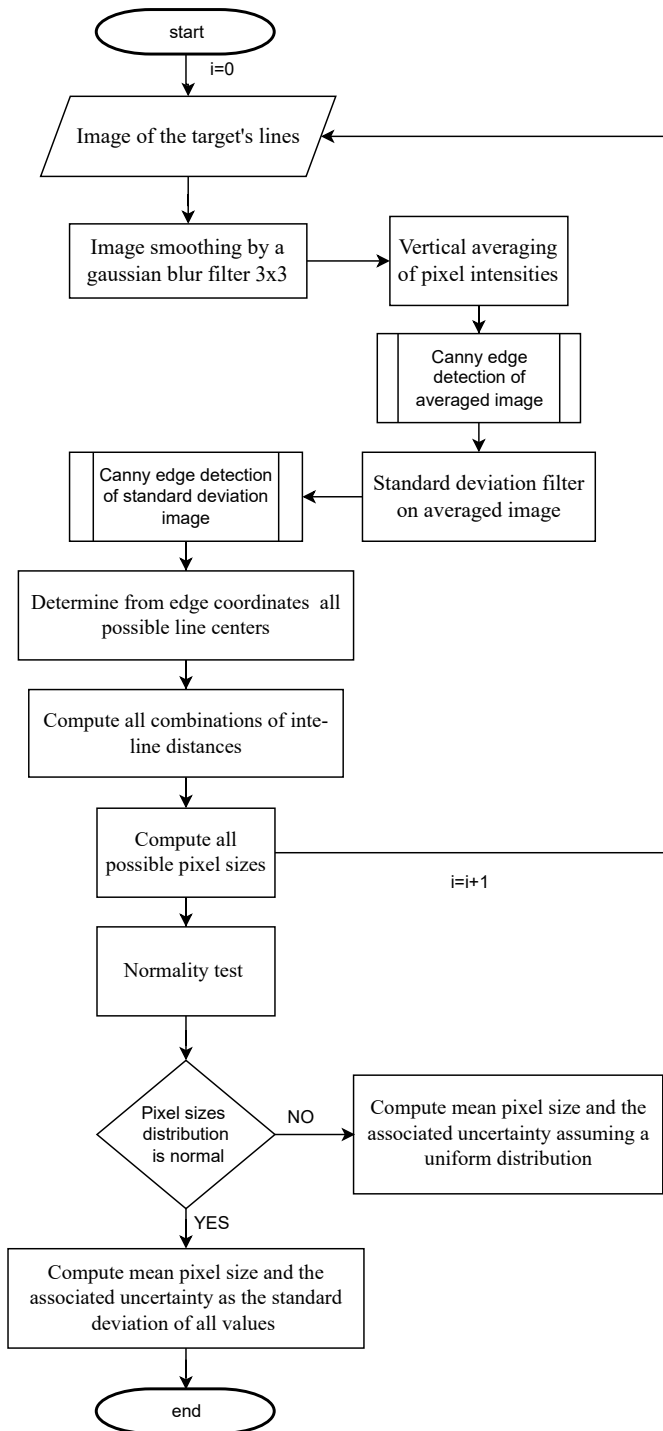 start
i=0
Image of the target's lines
Image smoothing by a
gaussian blur filter 3x3
Vertical averaging
of pixel intensities
Canny edge
detection of
averaged image
Canny edge detection
of standard deviation
image
Standard deviation filter
on averaged image
Determine from edge coordinates  all
possible line centers
Compute all combinations of inte-
line distances
Compute all
possible pixel sizes
i=i+1
Normality test
Pixel sizes
distribution
is normal
NO
Compute mean pixel size and the
associated uncertainty assuming a
uniform distribution
YES
Compute mean pixel size and the
associated uncertainty as the standard
deviation of all values
end